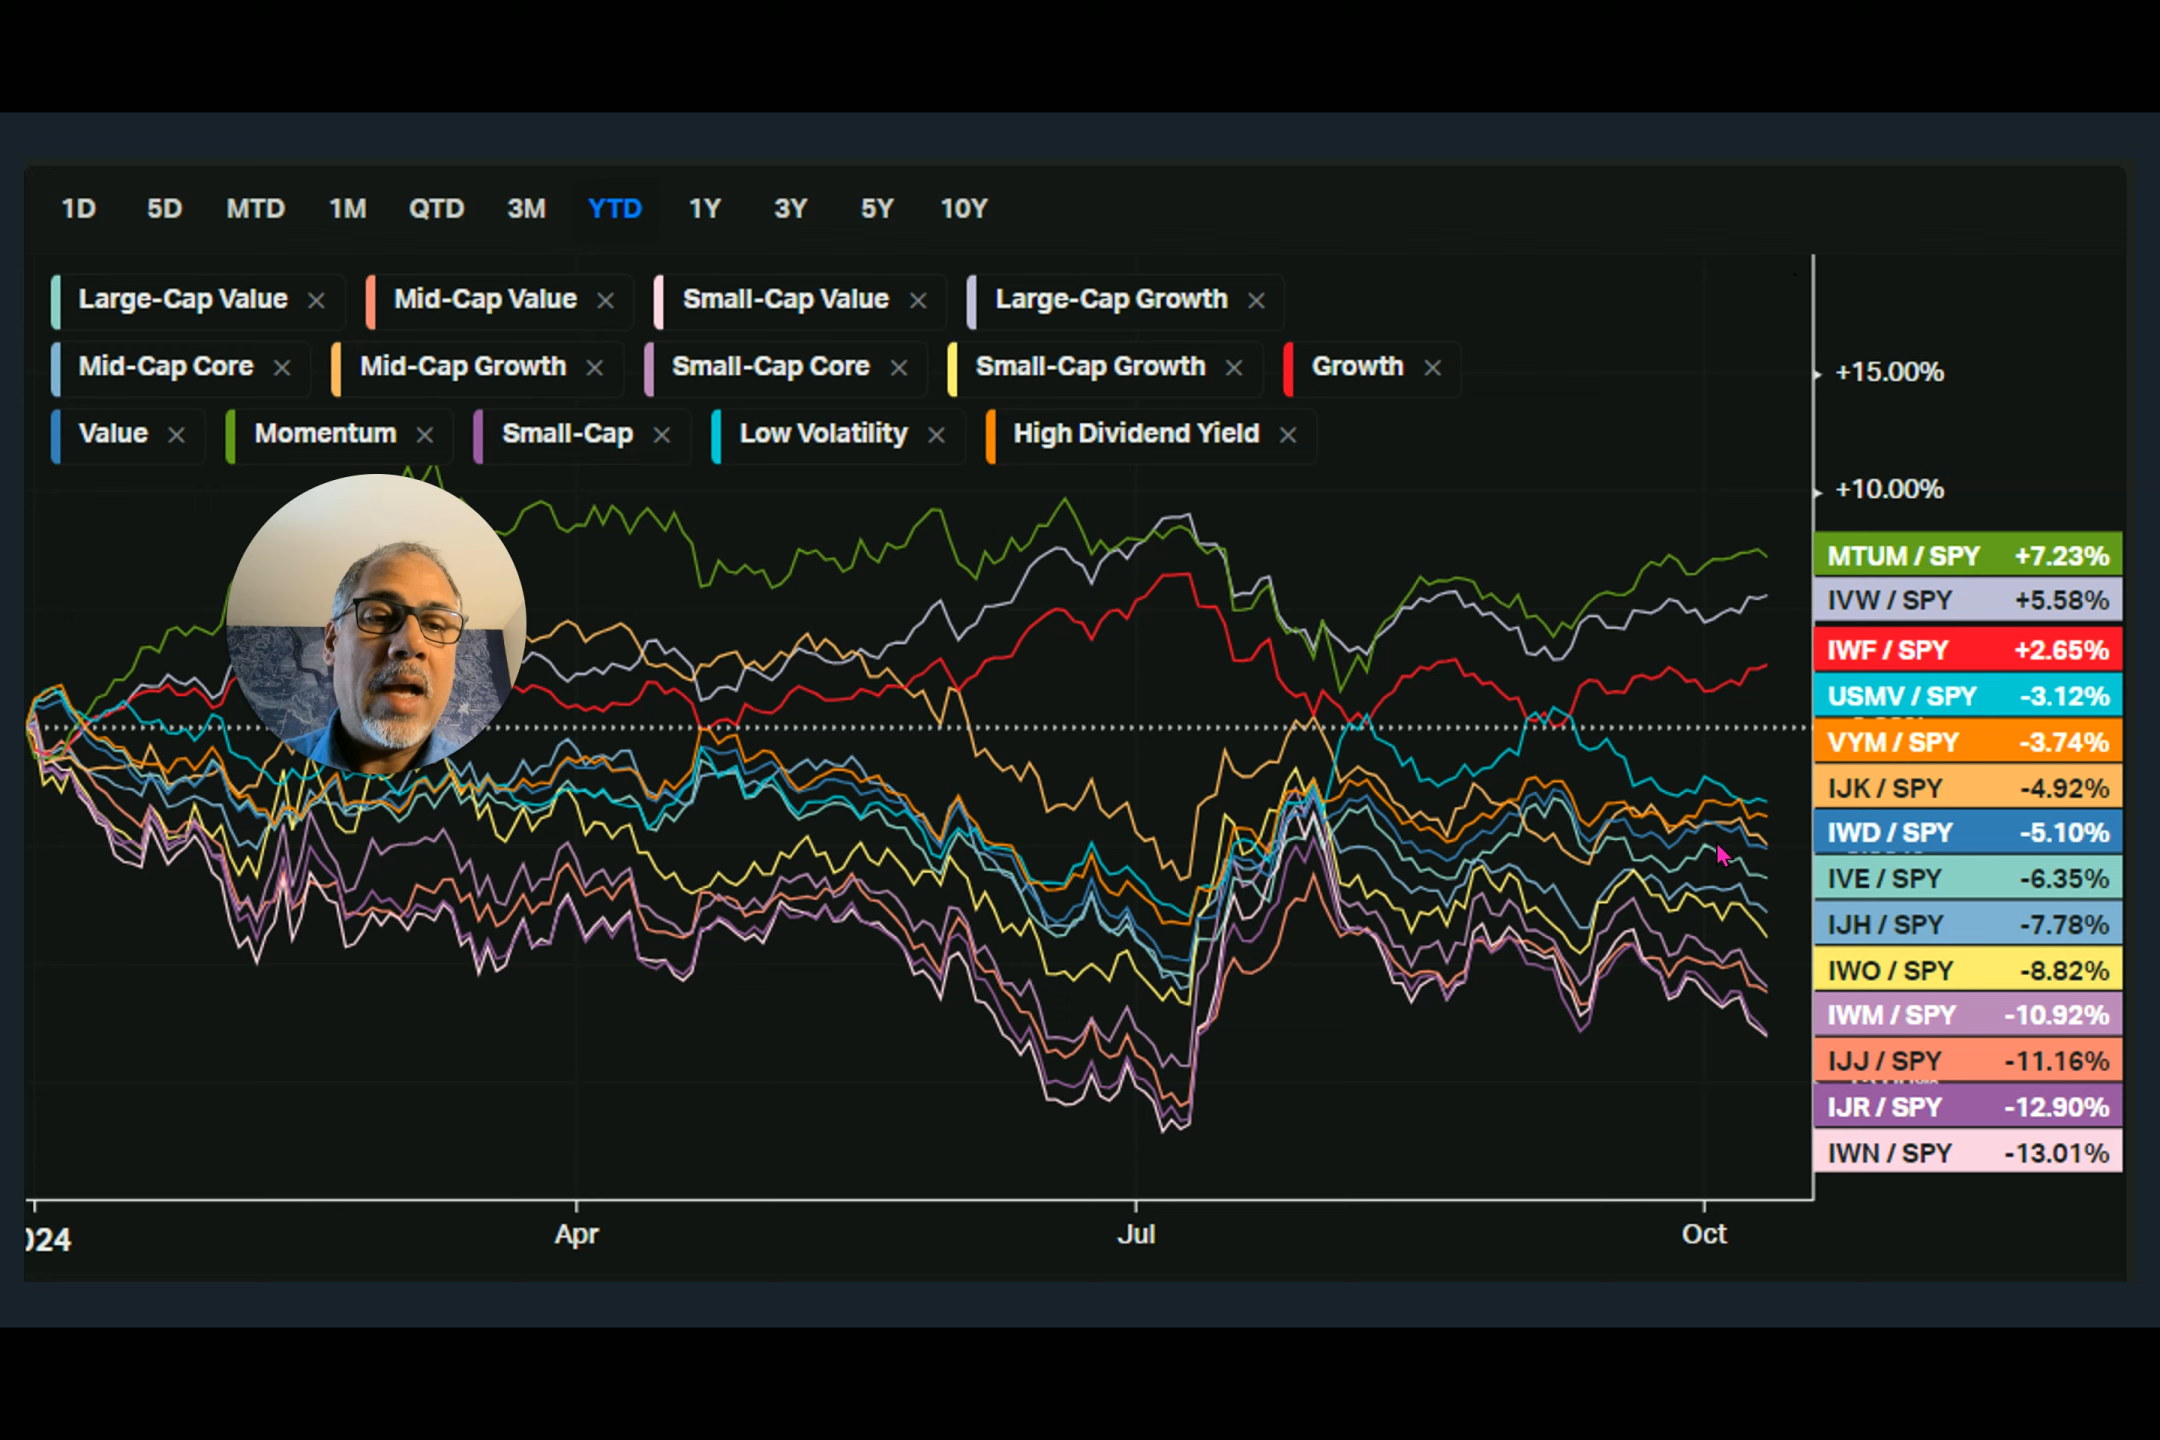 1D 5D MTD 1M QTD 3M YTD 1Y 3Y 5Y 10Y
Large-Cap Value × Mid-Cap Value × Small-Cap Value × Large-Cap Growth ×
Mid-Cap Core × Mid-Cap Growth × Small-Cap Core × Small-Cap Growth × Growth ×
Value × Momentum × Small-Cap × Low Volatility × High Dividend Yield ×
+15.00%
+10.00%
MTUM / SPY +7.23%
IVW / SPY +5.58%
IWF / SPY +2.65%
USMV / SPY -3.12%
VYM / SPY -3.74%
IJK / SPY -4.92%
IWD / SPY -5.10%
IVE / SPY -6.35%
IJH / SPY -7.78%
IWO / SPY -8.82%
IWM / SPY -10.92%
IJJ / SPY -11.16%
IJR / SPY -12.90%
IWN / SPY -13.01%
024 Apr Jul Oct